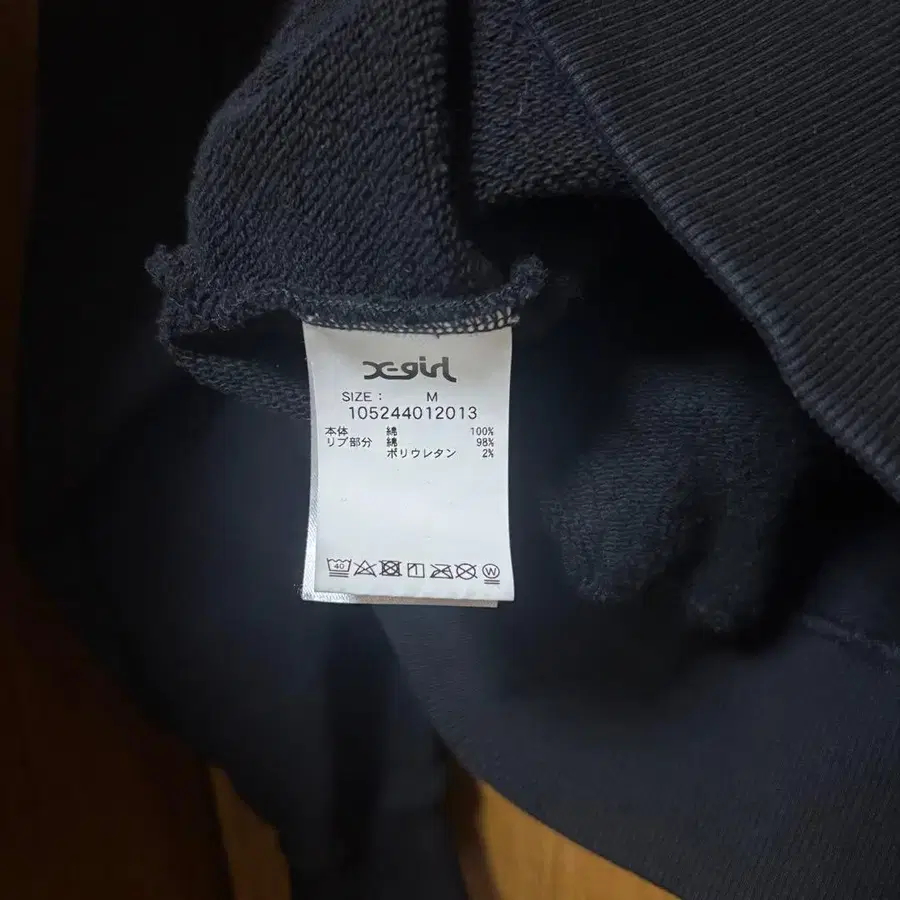 X-girl
SIZE : M
105244012013
本体 綿 100%
リブ部分 綿 98%
ポリウレタン 2%
40 W